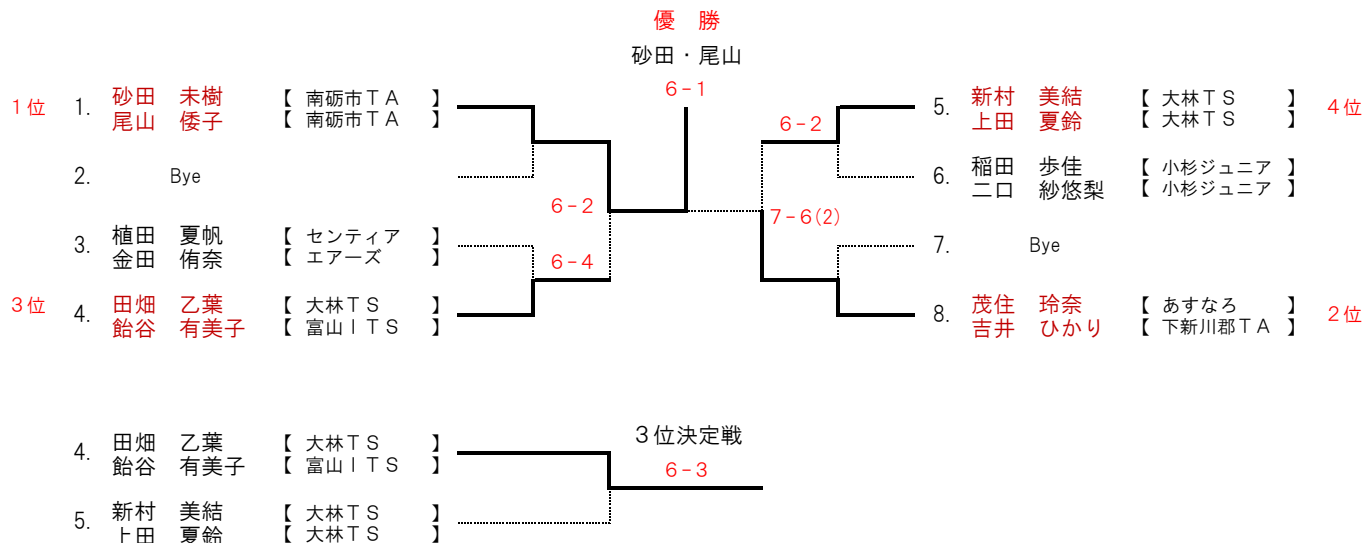 優　勝
砂田・尾山
6-1
1位 1. 砂田　未樹 【 南砺市ＴＡ 】
尾山　倭子 【 南砺市ＴＡ 】
2. Bye
6-2
3. 植田　夏帆 【 センティア 】
金田　侑奈 【 エアーズ 】
6-4
3位 4. 田畑　乙葉 【 大林ＴＳ 】
飴谷　有美子 【 富山ＩＴＳ 】
5. 新村　美結 【 大林ＴＳ 】 4位
上田　夏鈴 【 大林ＴＳ 】
6-2
6. 稲田　歩佳 【 小杉ジュニア 】
二口　紗悠梨 【 小杉ジュニア 】
7-6(2)
7. Bye
8. 茂住　玲奈 【 あすなろ 】 2位
吉井　ひかり 【 下新川郡ＴＡ 】
3位決定戦
6-3
4. 田畑　乙葉 【 大林ＴＳ 】
飴谷　有美子 【 富山ＩＴＳ 】
5. 新村　美結 【 大林ＴＳ 】
上田　夏鈴 【 大林ＴＳ 】